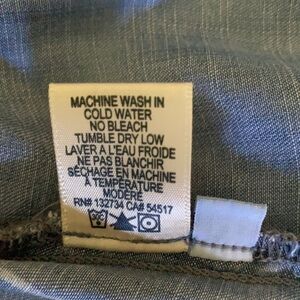 MACHINE WASH IN
COLD WATER
NO BLEACH
TUMBLE DRY LOW
LAVER A L'EAU FROIDE
NE PAS BLANCHIR
SÉCHAGE EN MACHINE
À TEMPÉRATURE
MODÉRÉ
RN# 132734 CA# 54517